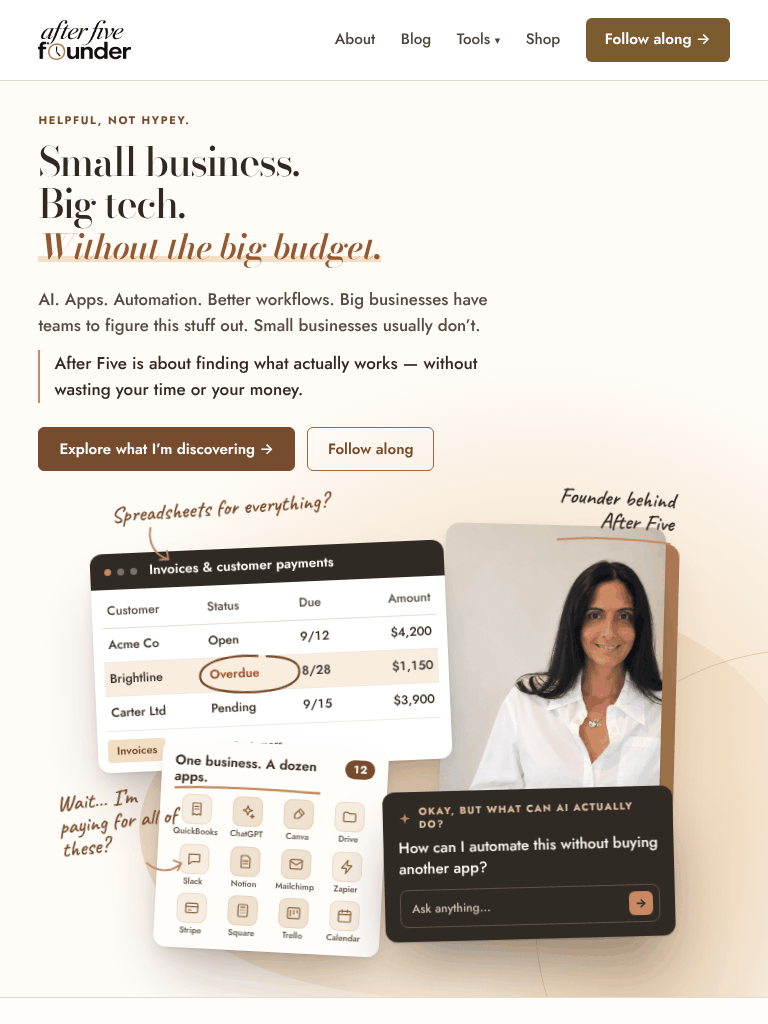 after five
founder
About Blog Tools ▾ Shop Follow along →
HELPFUL, NOT HYPEY.
Small business.
Big tech.
Without the big budget.
AI. Apps. Automation. Better workflows. Big businesses have
teams to figure this stuff out. Small businesses usually don’t.
After Five is about finding what actually works — without
wasting your time or your money.
Explore what I’m discovering → Follow along
Spreadsheets for everything?
Founder behind
After Five
Invoices & customer payments
Customer Status Due Amount
Acme Co Open 9/12 $4,200
Brightline Overdue 8/28 $1,150
Carter Ltd Pending 9/15 $3,900
Invoices
One business. A dozen
apps.
12
Wait... I’m
paying for all of
these?
QuickBooks ChatGPT Canva Drive
Slack Notion Mailchimp Zapier
Stripe Square Trello Calendar
OKAY, BUT WHAT CAN AI ACTUALLY
DO?
How can I automate this without buying
another app?
Ask anything... →